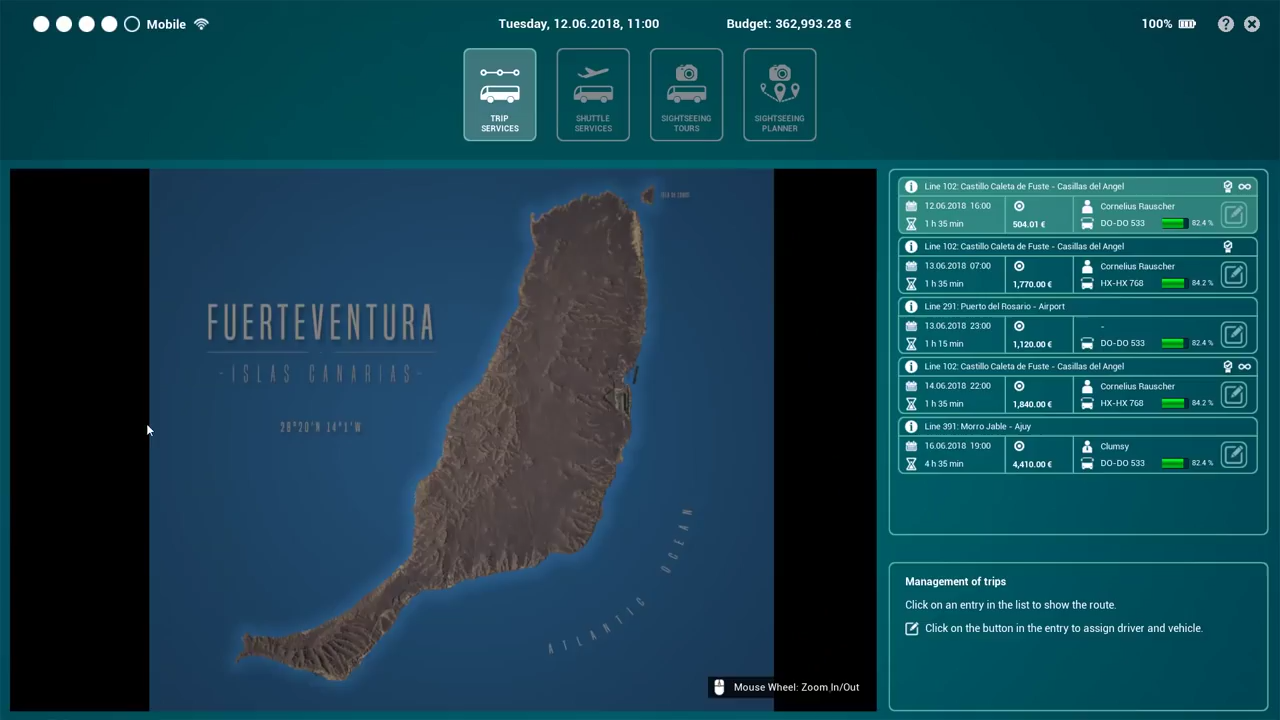 Mobile
Tuesday, 12.06.2018, 11:00
Budget: 362,993.28 €
100%
TRIP
SERVICES
SHUTTLE
SERVICES
SIGHTSEEING
TOURS
SIGHTSEEING
PLANNER
FUERTEVENTURA
-ISLAS CANARIAS-
28°20'N 14°1'W
ATLANTIC OCEAN
Mouse Wheel: Zoom In/Out
Line 102: Castillo Caleta de Fuste - Casillas del Angel
12.06.2018 16:00
Cornelius Rauscher
1 h 35 min
504.01 €
DO-DO 533
82.4 %
Line 102: Castillo Caleta de Fuste - Casillas del Angel
13.06.2018 07:00
Cornelius Rauscher
1 h 35 min
1,770.00 €
HX-HX 768
84.2 %
Line 291: Puerto del Rosario - Airport
13.06.2018 23:00
-
1 h 15 min
1,120.00 €
DO-DO 533
82.4 %
Line 102: Castillo Caleta de Fuste - Casillas del Angel
14.06.2018 22:00
Cornelius Rauscher
1 h 35 min
1,840.00 €
HX-HX 768
84.2 %
Line 391: Morro Jable - Ajuy
16.06.2018 19:00
Clumsy
4 h 35 min
4,410.00 €
DO-DO 533
82.4 %
Management of trips
Click on an entry in the list to show the route.
Click on the button in the entry to assign driver and vehicle.